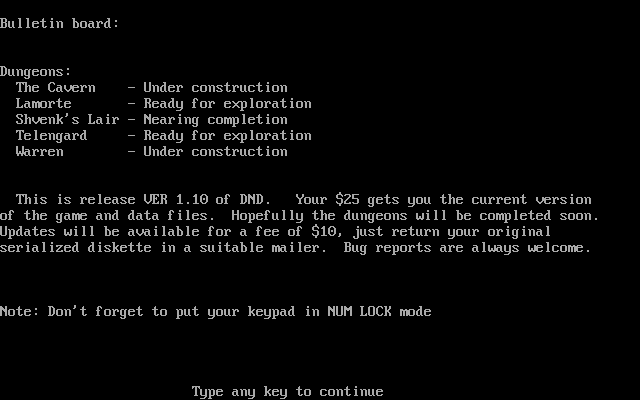 Bulletin board:
Dungeons:
The Cavern    - Under construction
Lamorte       - Ready for exploration
Shvenk's Lair - Nearing completion
Telengard     - Ready for exploration
Warren        - Under construction
This is release VER 1.10 of DND.   Your $25 gets you the current version
of the game and data files.  Hopefully the dungeons will be completed soon.
Updates will be available for a fee of $10, just return your original
serialized diskette in a suitable mailer.  Bug reports are always welcome.
Note: Don't forget to put your keypad in NUM LOCK mode
Type any key to continue